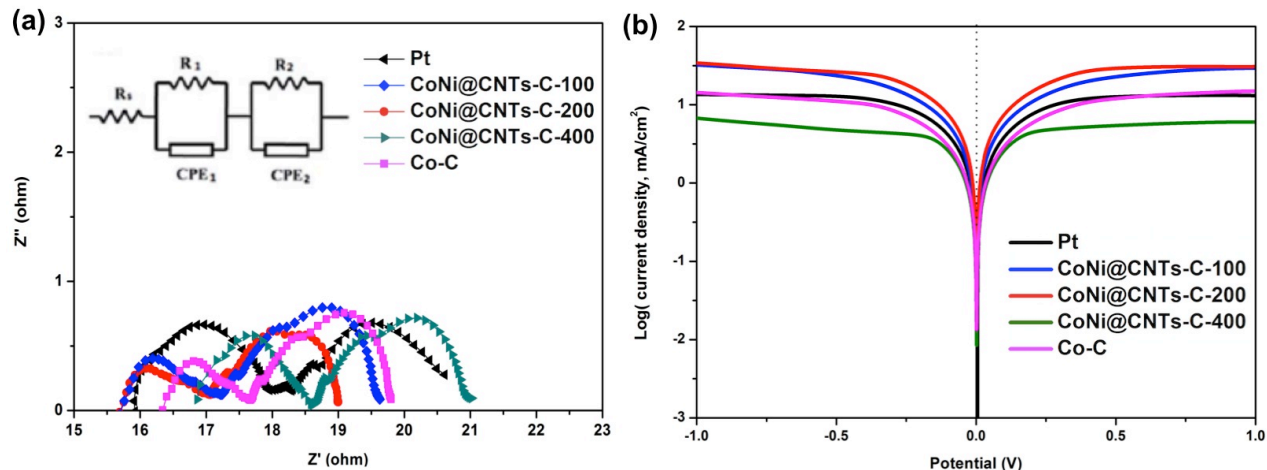 (a)
3
2
1
0
Z'' (ohm)
15 16 17 18 19 20 21 22 23
Z' (ohm)
Rs
R1
R2
CPE1
CPE2
Pt
CoNi@CNTs-C-100
CoNi@CNTs-C-200
CoNi@CNTs-C-400
Co-C
(b)
2
1
0
-1
-2
-3
Log( current density, mA/cm²)
-1.0 -0.5 0.0 0.5 1.0
Potential (V)
Pt
CoNi@CNTs-C-100
CoNi@CNTs-C-200
CoNi@CNTs-C-400
Co-C